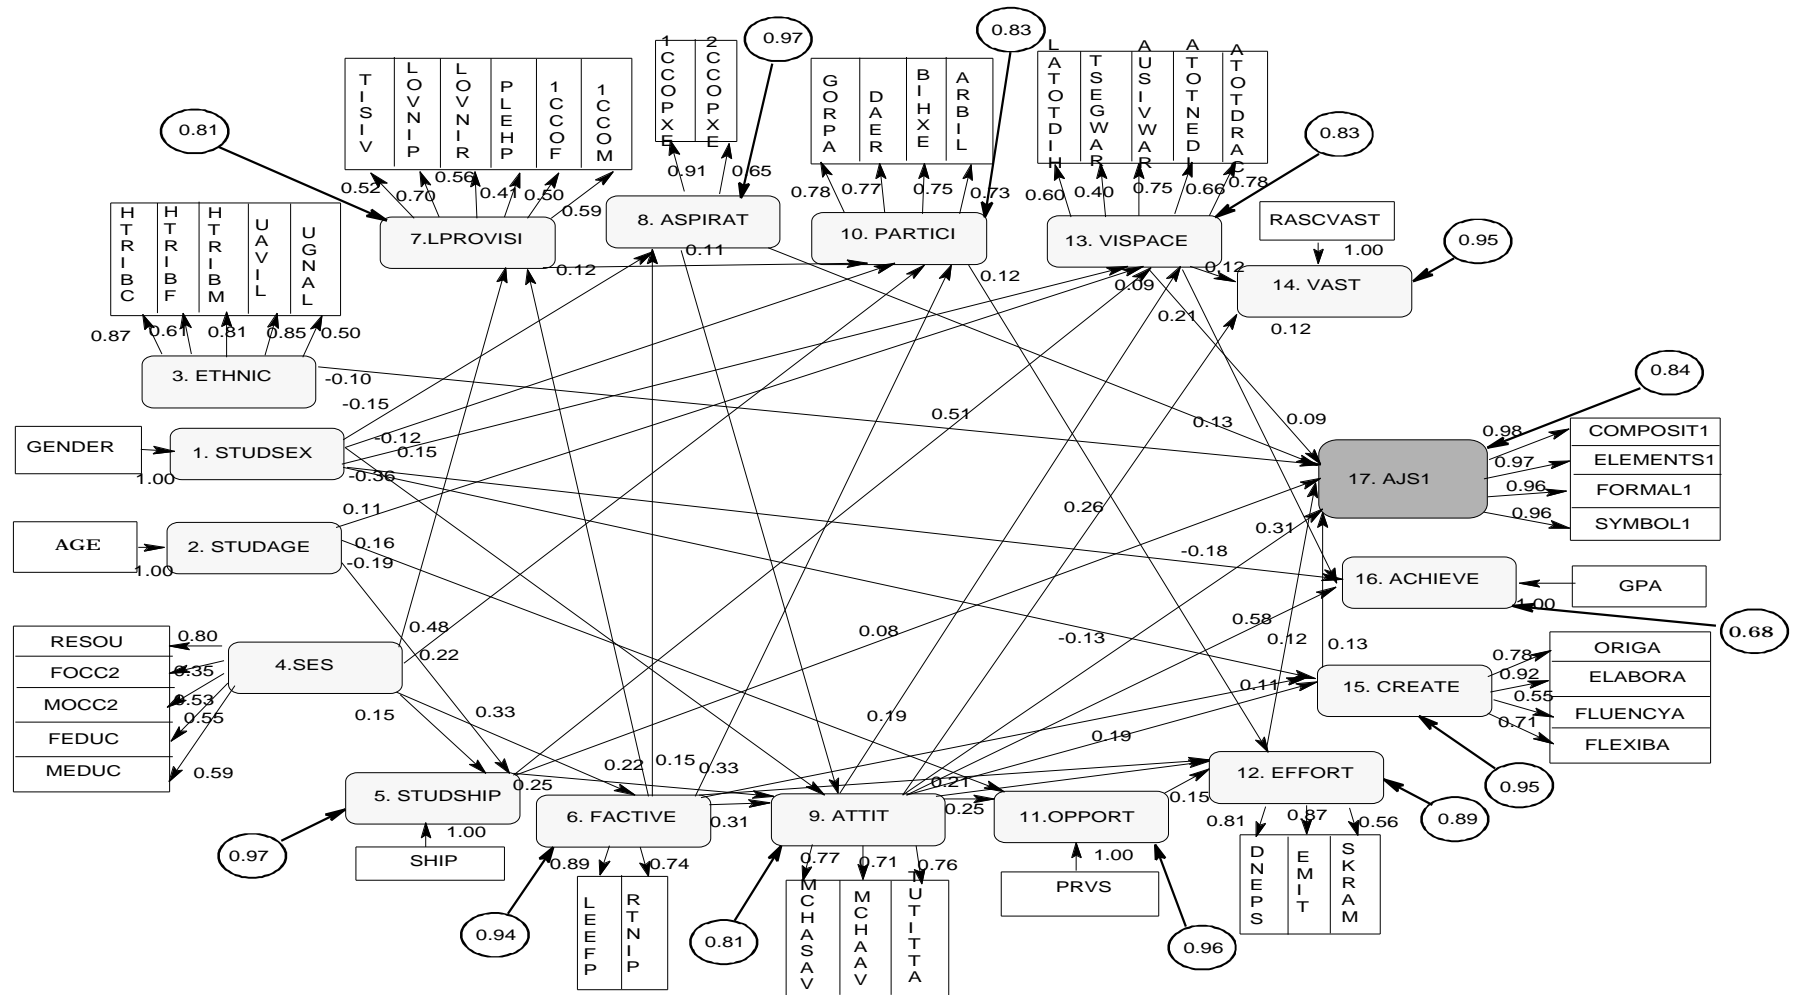 0.97
0.83
0.81
0.83
0.95
TISIV
LOVNIP
LOVNIR
PLEHP
1CCOF
1CCOM
1CCOPXE
2CCOPXE
GORPA
DAER
BIHXE
ARBIL
LATOTDIH
TSEGWAR
AUSIVWAR
ATOTNEDI
ATOTDRAC
0.52
0.70
0.56
0.41
0.50
0.59
0.91
0.65
0.78
0.77
0.75
0.73
0.60
0.40
0.75
0.66
0.78
7.LPROVISI
8. ASPIRAT
10. PARTICI
13. VISPACE
RASCVAST
1.00
14. VAST
0.12
0.11
0.12
0.09
0.12
0.21
0.12
HTRIBC
HTRIBF
HTRIBM
UAVIL
UGNAL
0.87
0.61
0.81
0.85
0.50
3. ETHNIC
-0.10
-0.15
0.51
0.13
0.09
0.84
GENDER
1.00
1. STUDSEX
-0.12
0.15
-0.36
17. AJS1
0.98
0.97
0.96
0.96
COMPOSIT1
ELEMENTS1
FORMAL1
SYMBOL1
AGE
1.00
2. STUDAGE
0.11
0.16
-0.19
0.26
0.31
-0.18
16. ACHIEVE
1.00
GPA
0.68
RESOU
FOCC2
MOCC2
FEDUC
MEDUC
0.80
0.35
0.53
0.55
0.59
4.SES
0.48
0.22
0.15
0.33
0.08
-0.13
0.58
0.12
0.13
0.11
15. CREATE
0.78
0.92
0.55
0.71
ORIGA
ELABORA
FLUENCYA
FLEXIBA
0.95
0.19
0.19
0.22
0.15
0.33
0.25
0.21
0.25
0.31
0.15
5. STUDSHIP
1.00
SHIP
0.97
6. FACTIVE
0.89
0.74
LEEFP
RTNIP
0.94
9. ATTIT
0.77
0.71
0.76
MCHASAV
MCHAAV
TUTITTA
0.81
11.OPPORT
1.00
PRVS
0.96
12. EFFORT
0.81
0.87
0.56
DNEPS
EMIT
SKRAM
0.89